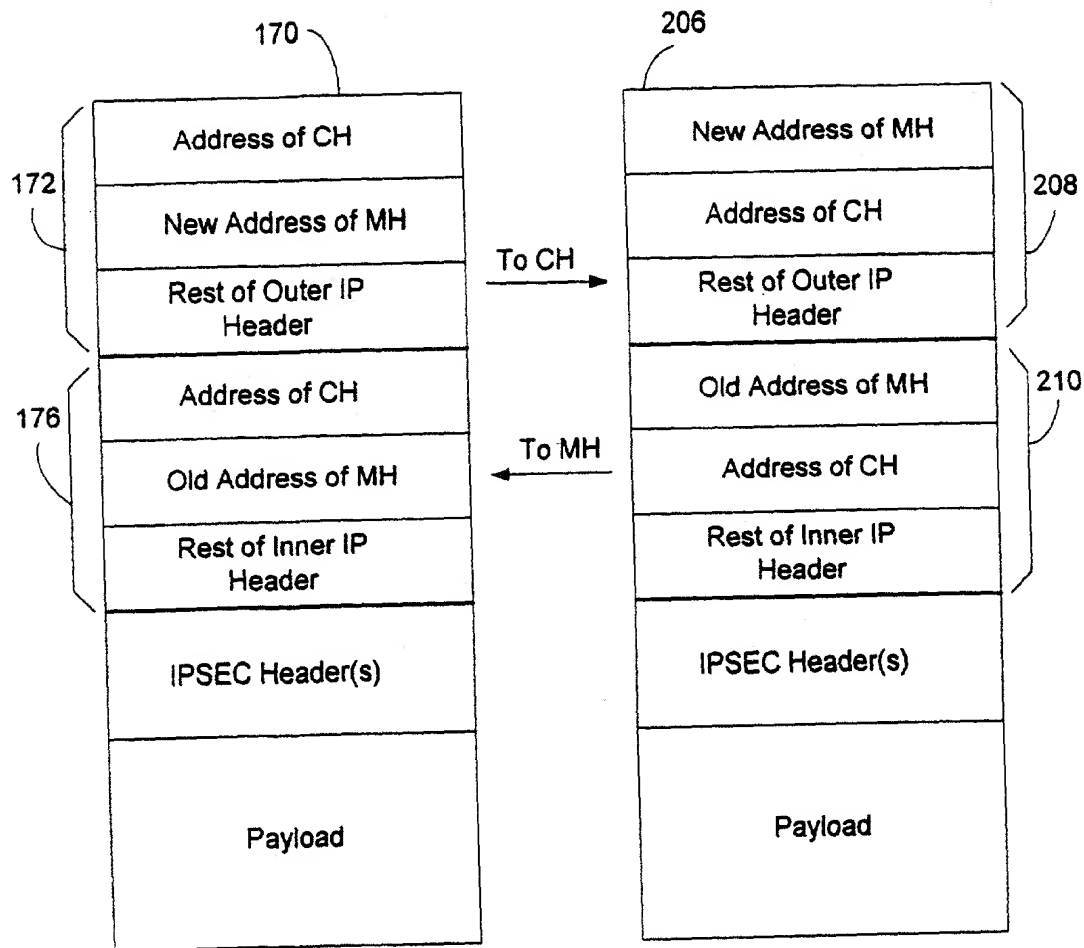 170
172
Address of CH
New Address of MH
Rest of Outer IP
Header
176
Address of CH
Old Address of MH
Rest of Inner IP
Header
IPSEC Header(s)
Payload
To CH
To MH
206
New Address of MH
208
Address of CH
Rest of Outer IP
Header
Old Address of MH
210
Address of CH
Rest of Inner IP
Header
IPSEC Header(s)
Payload